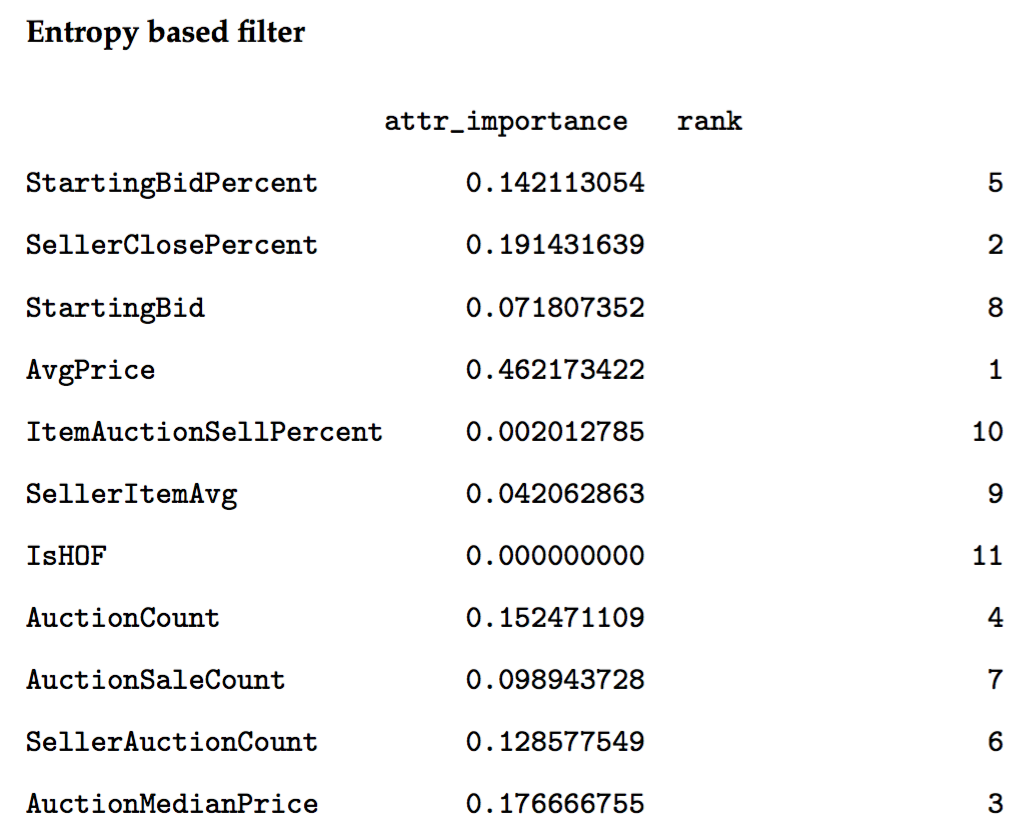 Entropy based filter
attr_importance rank
StartingBidPercent 0.142113054 5
SellerClosePercent 0.191431639 2
StartingBid 0.071807352 8
AvgPrice 0.462173422 1
ItemAuctionSellPercent 0.002012785 10
SellerItemAvg 0.042062863 9
IsHOF 0.000000000 11
AuctionCount 0.152471109 4
AuctionSaleCount 0.098943728 7
SellerAuctionCount 0.128577549 6
AuctionMedianPrice 0.176666755 3